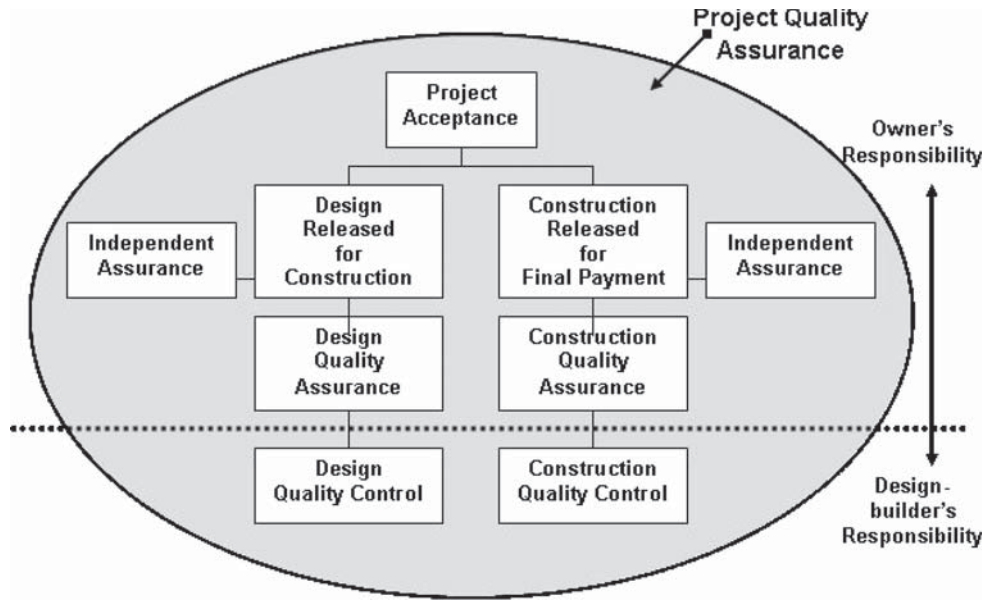 Project Quality
Assurance
Project
Acceptance
Owner's
Responsibility
Design
Released
for
Construction
Construction
Released
for
Final Payment
Independent
Assurance
Independent
Assurance
Design
Quality
Assurance
Construction
Quality
Assurance
Design
Quality Control
Construction
Quality Control
Design-
builder's
Responsibility